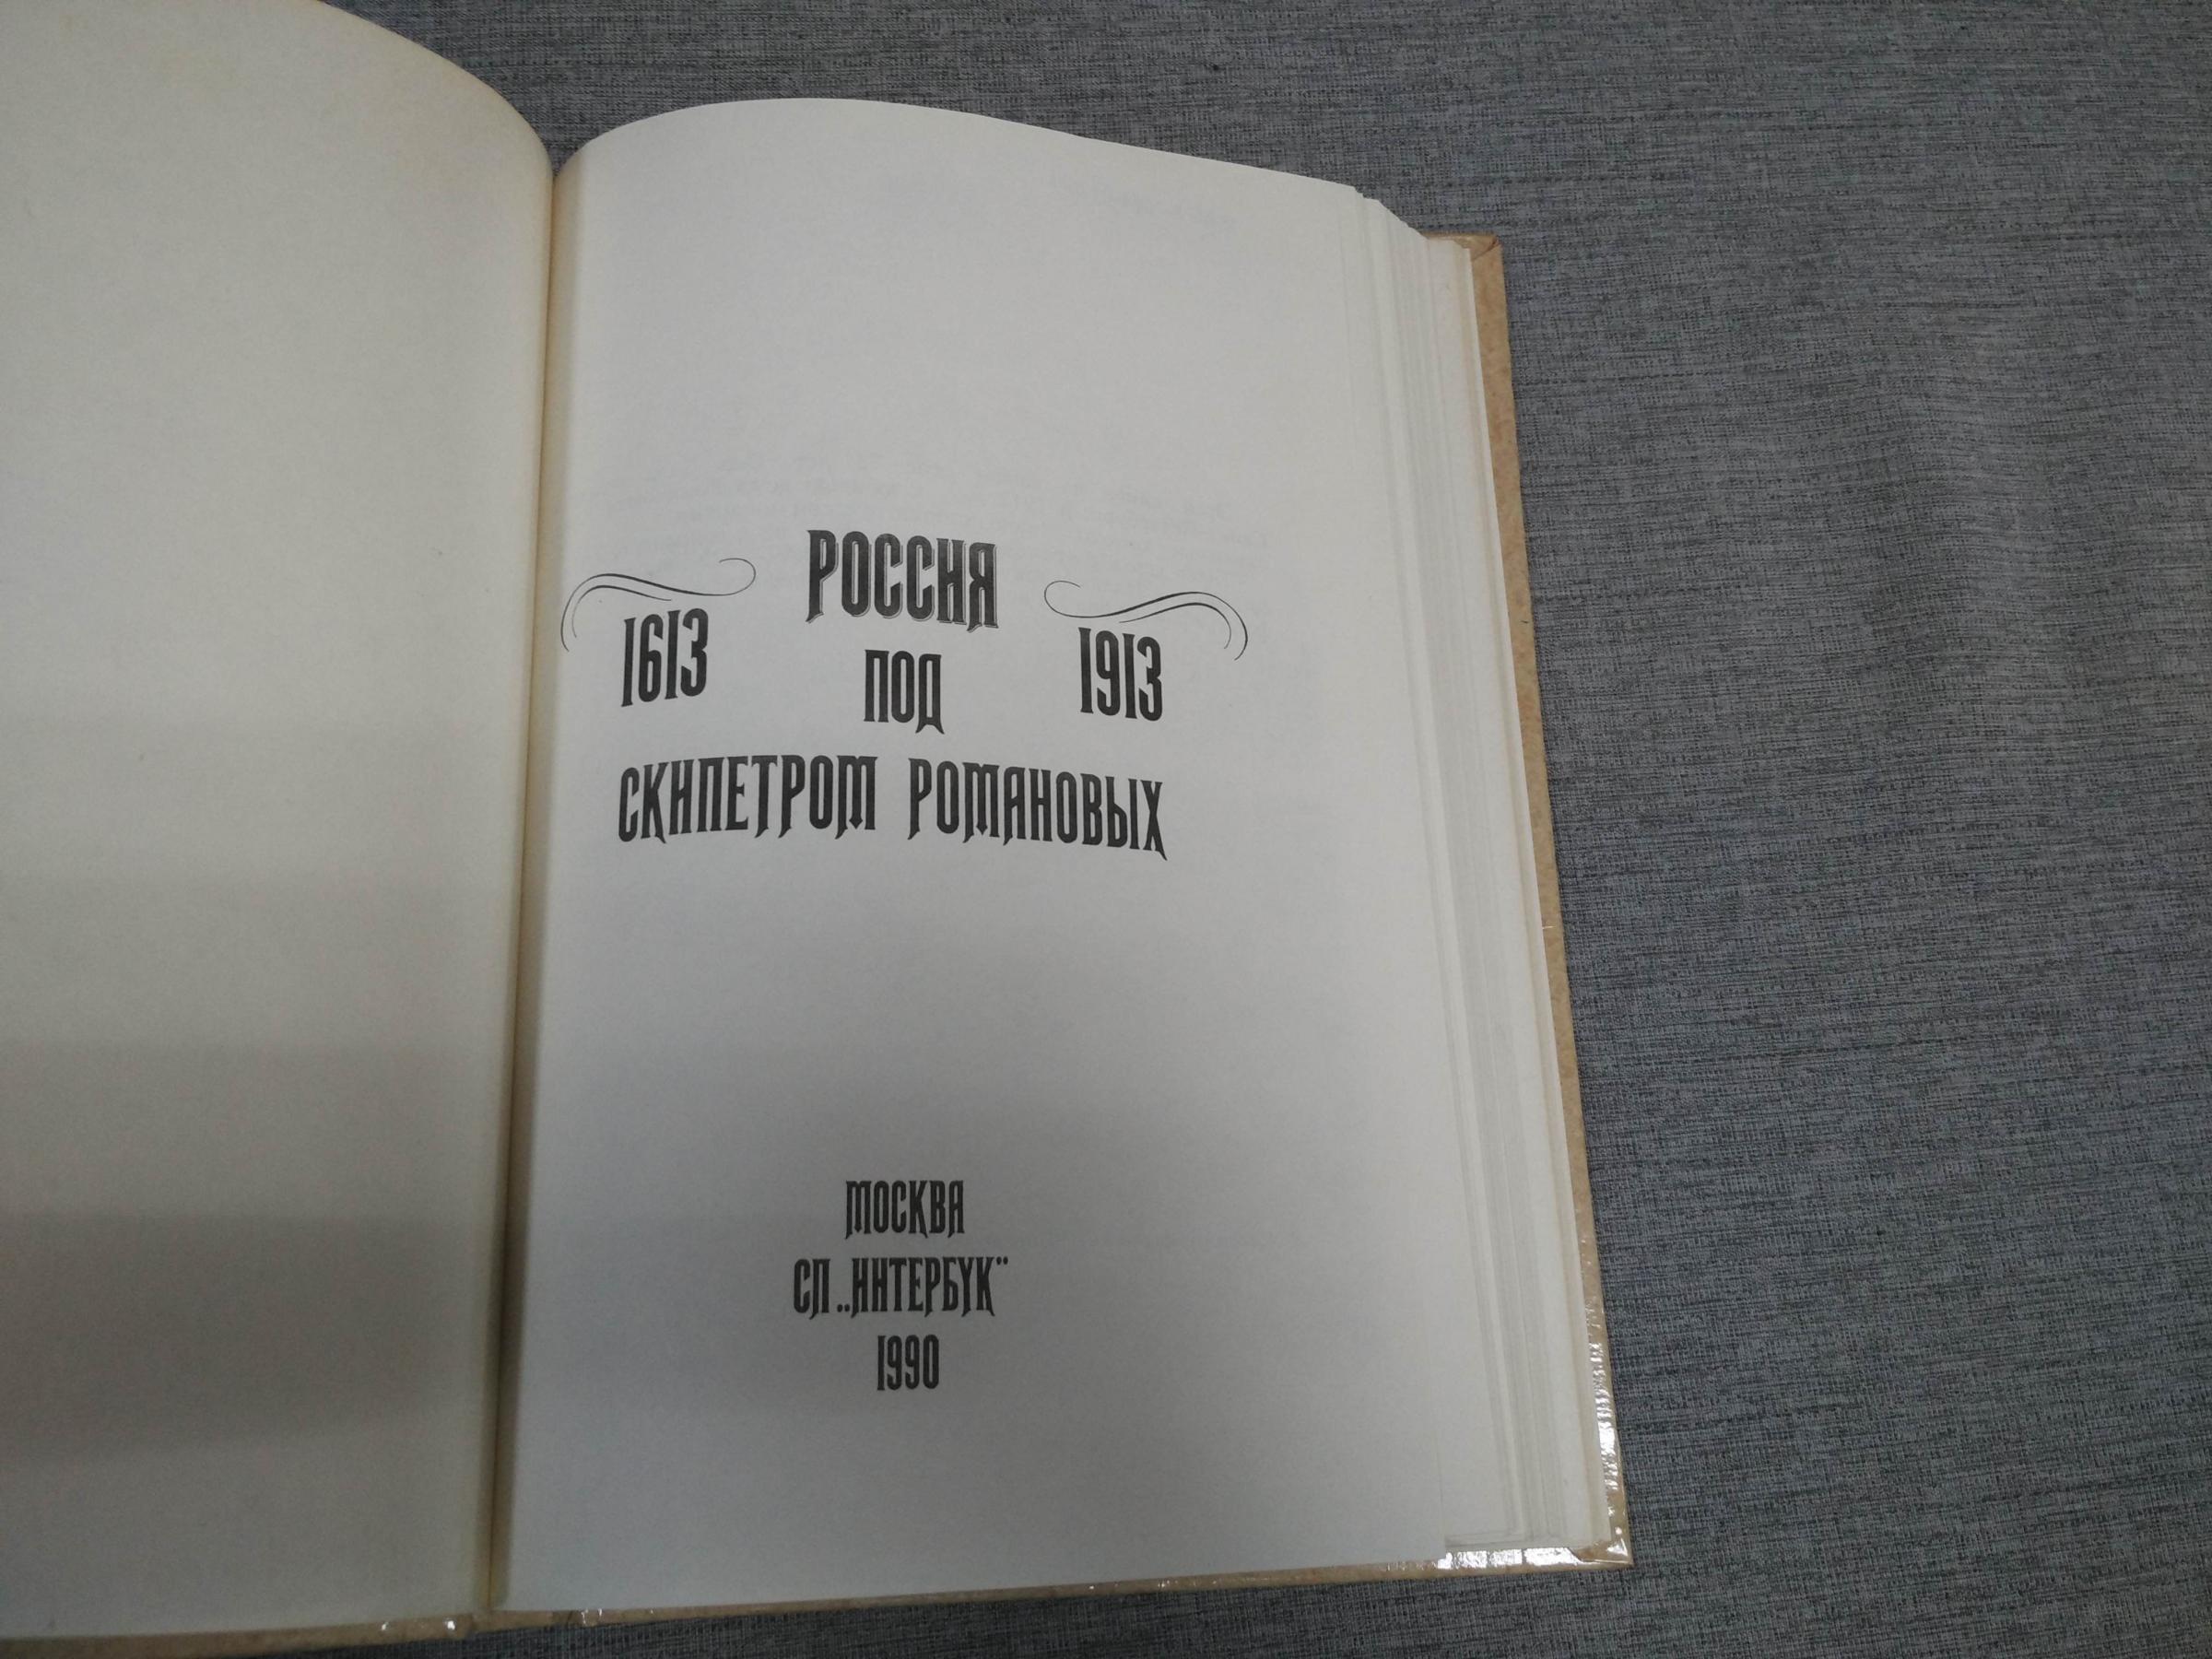 РОССИЯ
1613 ПОД 1913
СКИПЕТРОМ РОМАНОВЫХ
МОСКВА
СП „ИНТЕРБУК"
1990